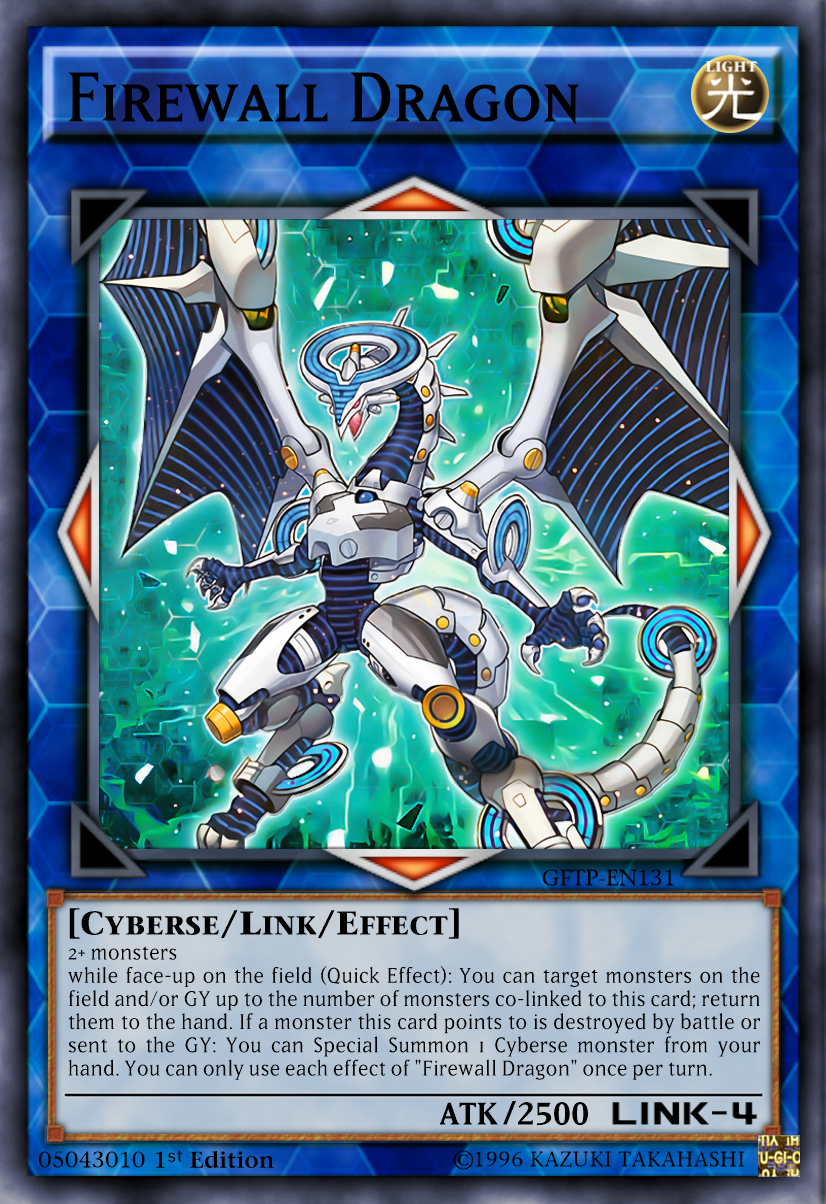 Firewall Dragon
LIGHT
光
GFTP-EN131
[Cyberse/Link/Effect]
2+ monsters
while face-up on the field (Quick Effect): You can target monsters on the
field and/or GY up to the number of monsters co-linked to this card; return
them to the hand. If a monster this card points to is destroyed by battle or
sent to the GY: You can Special Summon 1 Cyberse monster from your
hand. You can only use each effect of "Firewall Dragon" once per turn.
ATK/2500 LINK-4
05043010 1st Edition ©1996 KAZUKI TAKAHASHI
YU-GI-O